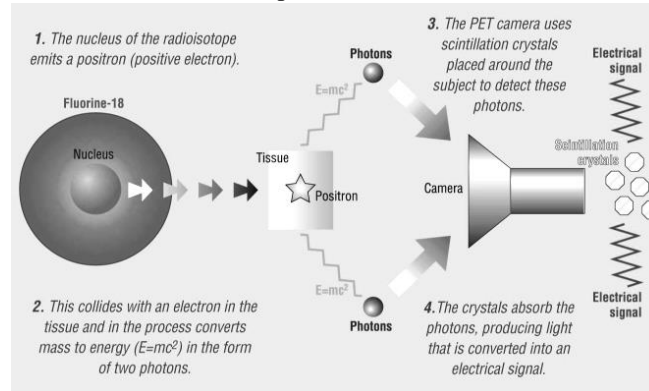 1. The nucleus of the radioisotope
emits a positron (positive electron).
Fluorine-18
Nucleus
Tissue
Positron
Photons
E=mc²
E=mc²
Photons
2. This collides with an electron in the
tissue and in the process converts
mass to energy (E=mc²) in the form
of two photons.
3. The PET camera uses
scintillation crystals
placed around the
subject to detect these
photons.
Camera
Electrical
signal
Scintillation
crystals
Electrical
signal
4. The crystals absorb the
photons, producing light
that is converted into an
electrical signal.